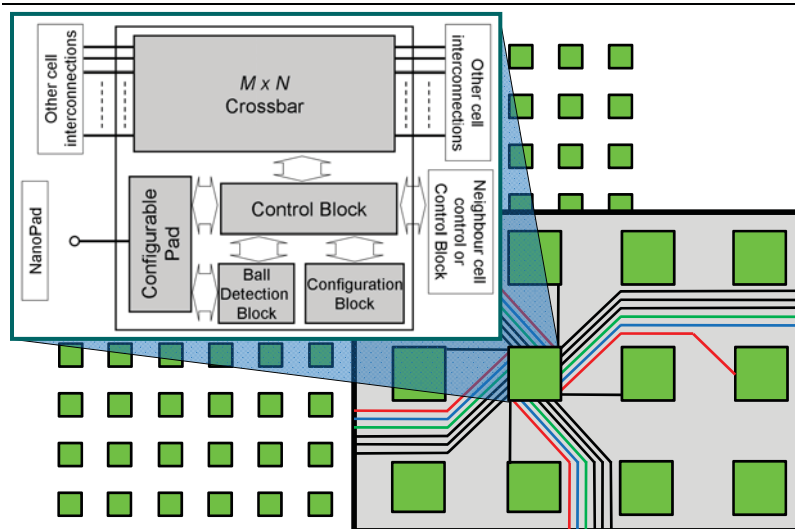 Other cell
interconnections
M x N
Crossbar
Other cell
interconnections
NanoPad
Configurable
Pad
Control Block
Neighbour cell
control or
Control Block
Ball
Detection
Block
Configuration
Block